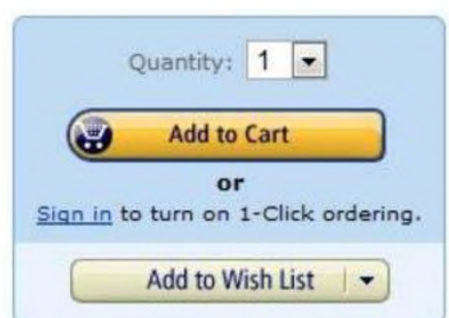 Quantity: 1
Add to Cart
or
Sign in to turn on 1-Click ordering.
Add to Wish List